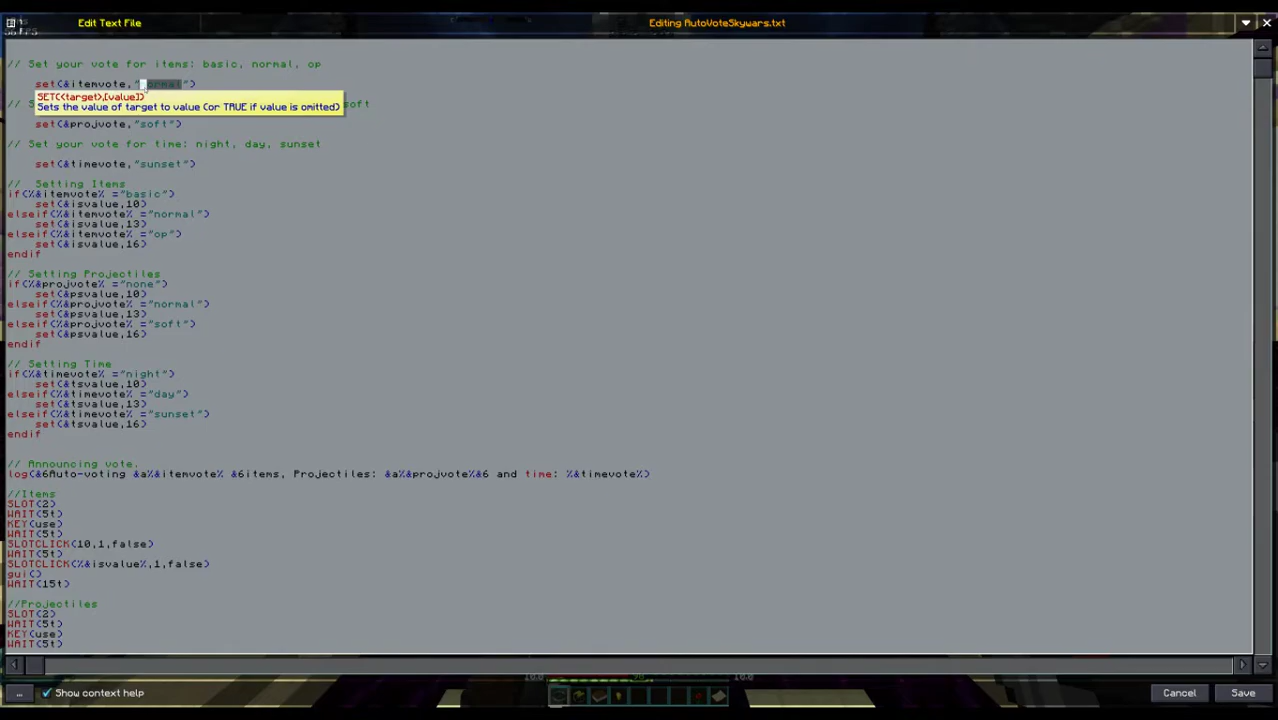 Edit Text File
Editing AutoVoteSkywars.txt
// Set your vote for items: basic, normal, op
set(&itemvote,"normal")
SET(<target>,[value])
Sets the value of target to value (or TRUE if value is omitted)
// S soft
set(&projvote,"soft")
// Set your vote for time: night, day, sunset
set(&timevote,"sunset")
//  Setting Items
if(%&itemvote% ="basic")
set(&isvalue,10)
elseif(%&itemvote% ="normal")
set(&isvalue,13)
elseif(%&itemvote% ="op")
set(&isvalue,16)
endif
// Setting Projectiles
if(%&projvote% ="none")
set(&psvalue,10)
elseif(%&projvote% ="normal")
set(&psvalue,13)
elseif(%&projvote% ="soft")
set(&psvalue,16)
endif
// Setting Time
if(%&timevote% ="night")
set(&tsvalue,10)
elseif(%&timevote% ="day")
set(&tsvalue,13)
elseif(%&timevote% ="sunset")
set(&tsvalue,16)
endif
// Announcing vote.
log(&6Auto-voting &a%&itemvote% &6items, Projectiles: &a%&projvote%&6 and time: %&timevote%)
//Items
SLOT(2)
WAIT(5t)
KEY(use)
WAIT(5t)
SLOTCLICK(10,1,false)
WAIT(5t)
SLOTCLICK(%&isvalue%,1,false)
gui()
WAIT(15t)
//Projectiles
SLOT(2)
WAIT(5t)
KEY(use)
WAIT(5t)
... Show context help
Cancel Save